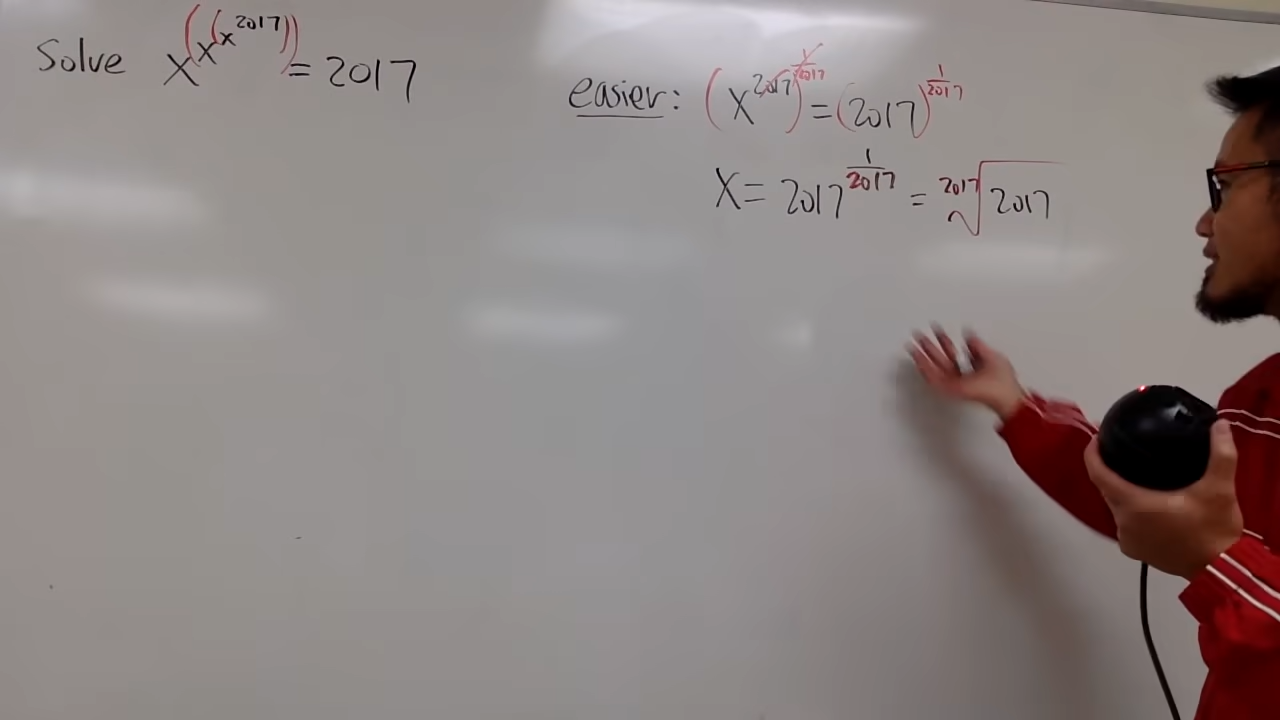 Solve x^(x^(x^2017)) = 2017
easier: (x^2017)^1/2017 = (2017)^1/2017
x = 2017^1/2017 = ²⁰¹⁷√2017